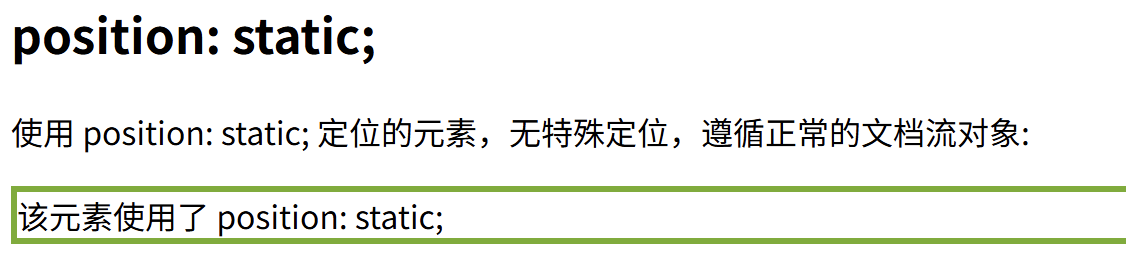 position: static;
使用 position: static; 定位的元素，无特殊定位，遵循正常的文档流对象:
该元素使用了 position: static;